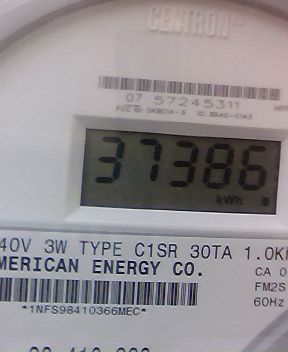 CENTRON®
07 57245311
37386
kWh
40V 3W TYPE C1SR 30TA 1.0K
MERICAN ENERGY CO.
CA 0
FM2S
60Hz
*1NFS98410366MEC*